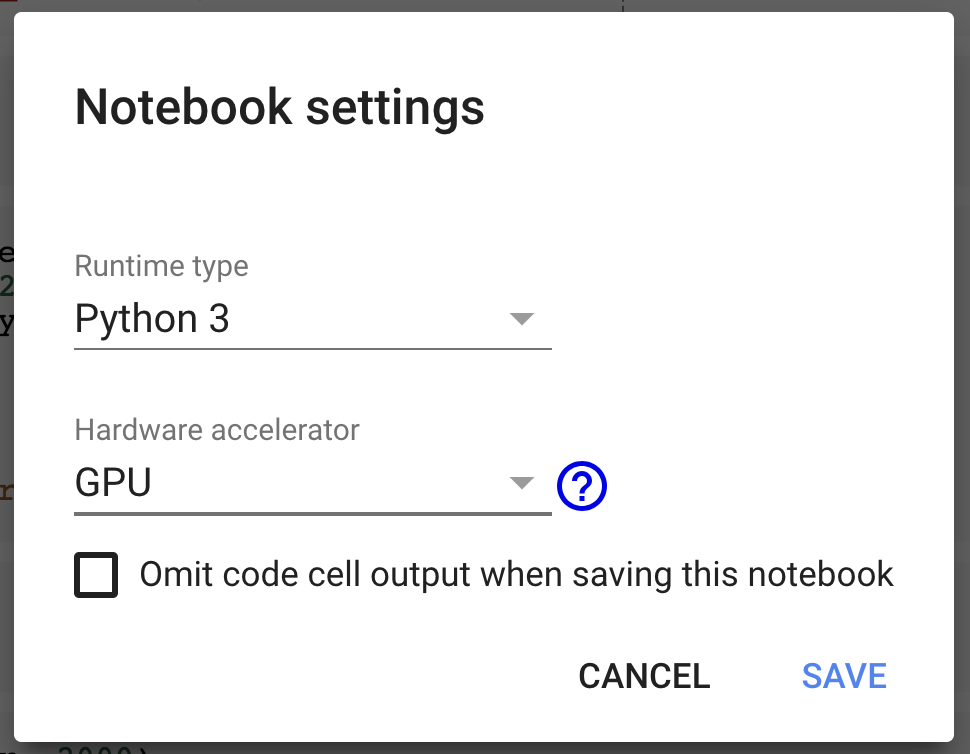 Notebook settings
Runtime type
Python 3
Hardware accelerator
GPU
?
Omit code cell output when saving this notebook
CANCEL
SAVE